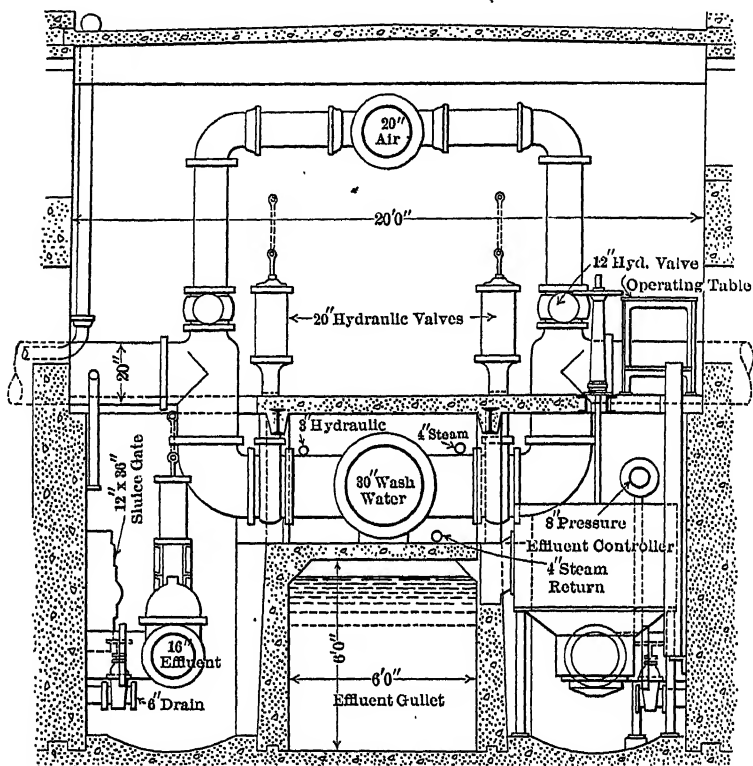 20"
Air
20'0"
12"Hyd. Valve
Operating Table
20"Hydraulic Valves
20"
3"Hydraulic
4"Steam
12"x 36"
Sluice Gate
30"Wash
Water
8"Pressure
Effluent Controller
4"Steam
Return
16"
Effluent
6'0"
6'0"
6"Drain
Effluent Gullet